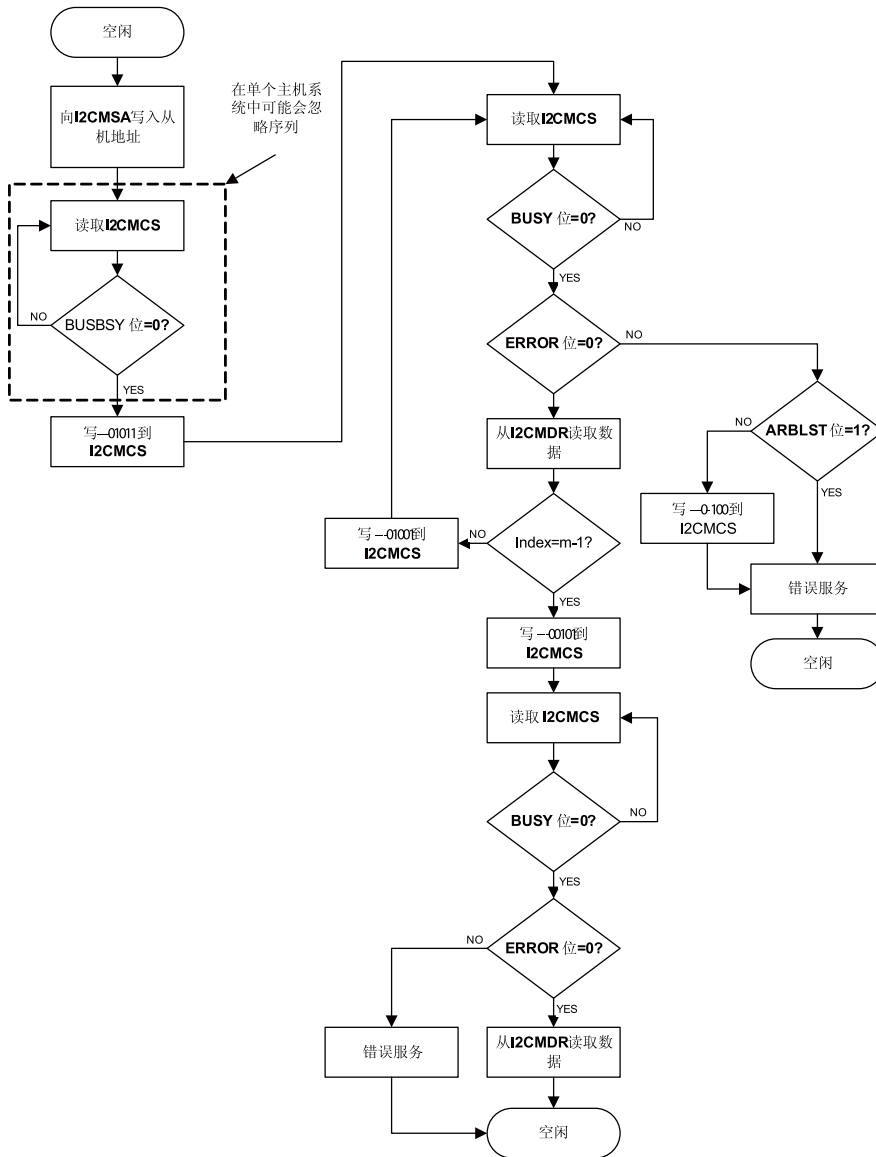 空闲
向I2CMSA写入从
机地址
在单个主机系
统中可能会忽
略序列
读取I2CMCS
BUSBSY 位=0?
NO
YES
写---01011到
I2CMCS
读取I2CMCS
BUSY 位=0?
NO
YES
ERROR 位=0?
NO
YES
从I2CMDR读取数
据
ARBLST 位=1?
NO
YES
写---0-100到
I2CMCS
错误服务
空闲
Index=m-1?
NO
写---01001到
I2CMCS
YES
写---00101到
I2CMCS
读取 I2CMCS
BUSY 位=0?
NO
YES
ERROR 位=0?
NO
YES
错误服务
从I2CMDR读取数
据
空闲